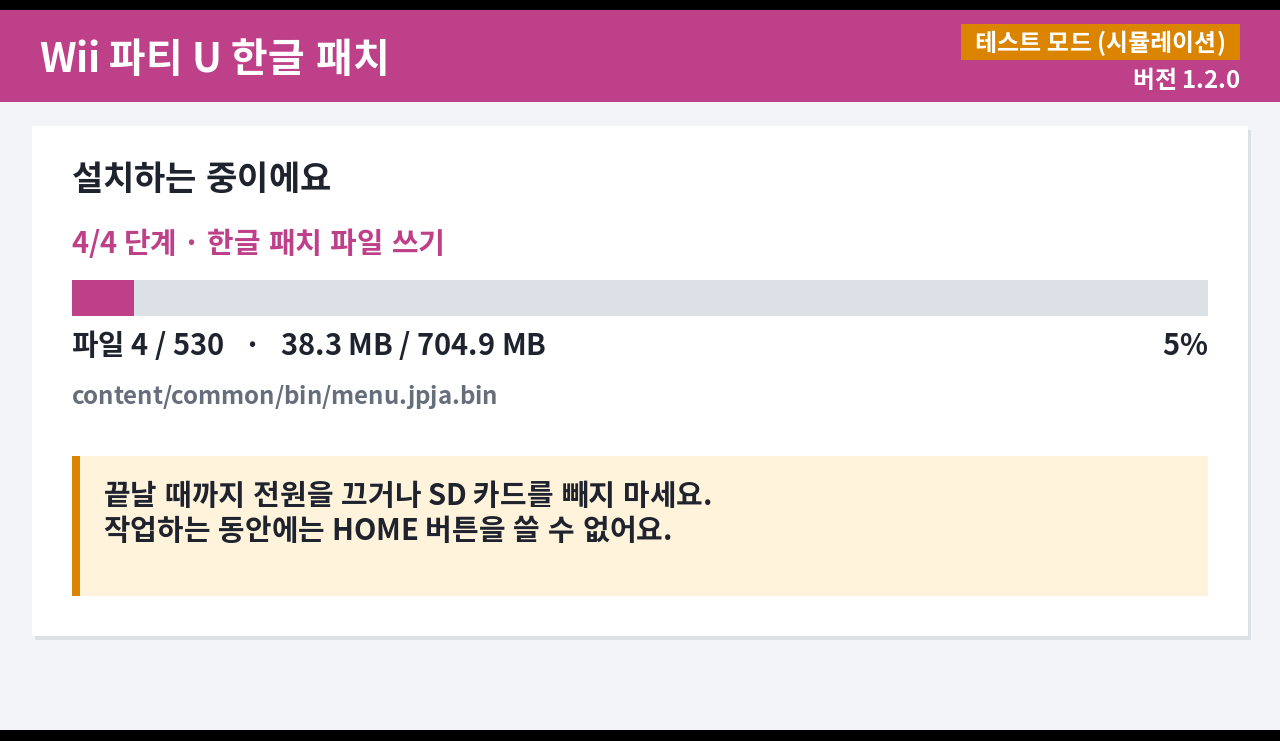 Wii 파티 U 한글 패치
테스트 모드 (시뮬레이션)
버전 1.2.0
설치하는 중이에요
4/4 단계 · 한글 패치 파일 쓰기
파일 4 / 530 · 38.3 MB / 704.9 MB
5%
content/common/bin/menu.jpja.bin
끝날 때까지 전원을 끄거나 SD 카드를 빼지 마세요.
작업하는 동안에는 HOME 버튼을 쓸 수 없어요.